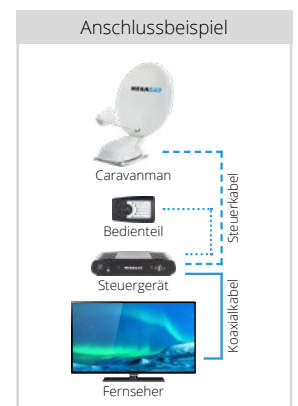 Anschlussbeispiel
MEGASAT
Caravanman
Bedienteil
Steuerkabel
Steuergerät
Koaxialkabel
Fernseher